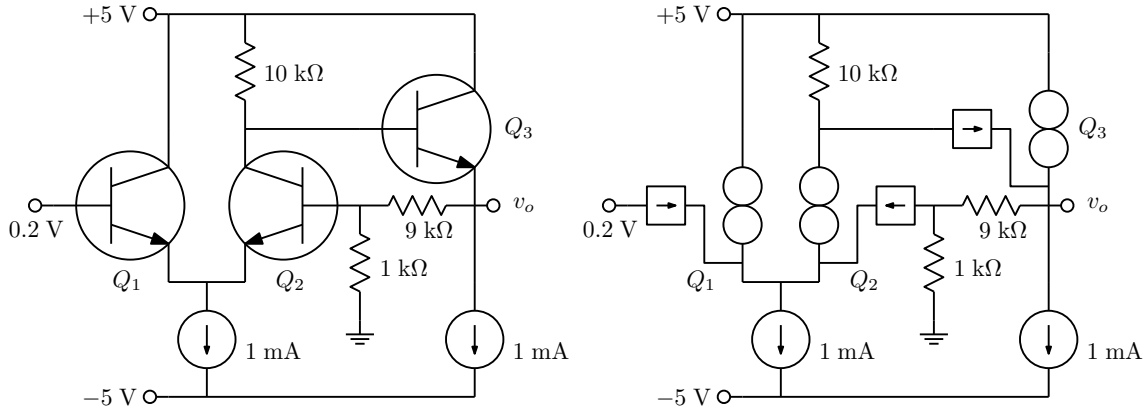 +5 V
10 kΩ
Q3
0.2 V
vo
9 kΩ
Q1
Q2
1 kΩ
1 mA
1 mA
−5 V
+5 V
10 kΩ
Q3
0.2 V
vo
9 kΩ
Q1
Q2
1 kΩ
1 mA
1 mA
−5 V